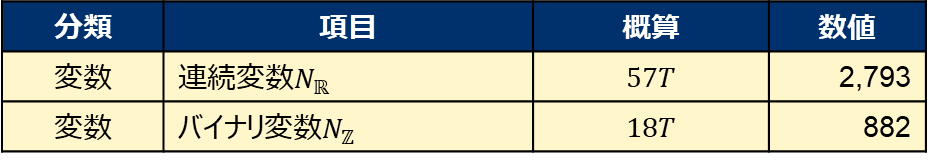 分類 項目 概算 数値
変数 連続変数Nℝ 57T 2,793
変数 バイナリ変数Nℤ 18T 882